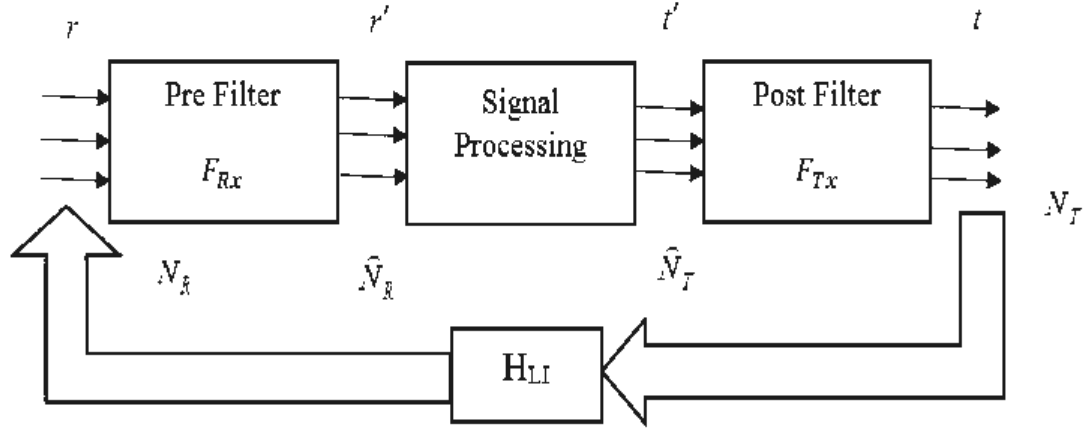 r r′ t′ t
Pre Filter
F_Rx
Signal
Processing
Post Filter
F_Tx
N_T
N_R N̂_R N̂_T
H_LI